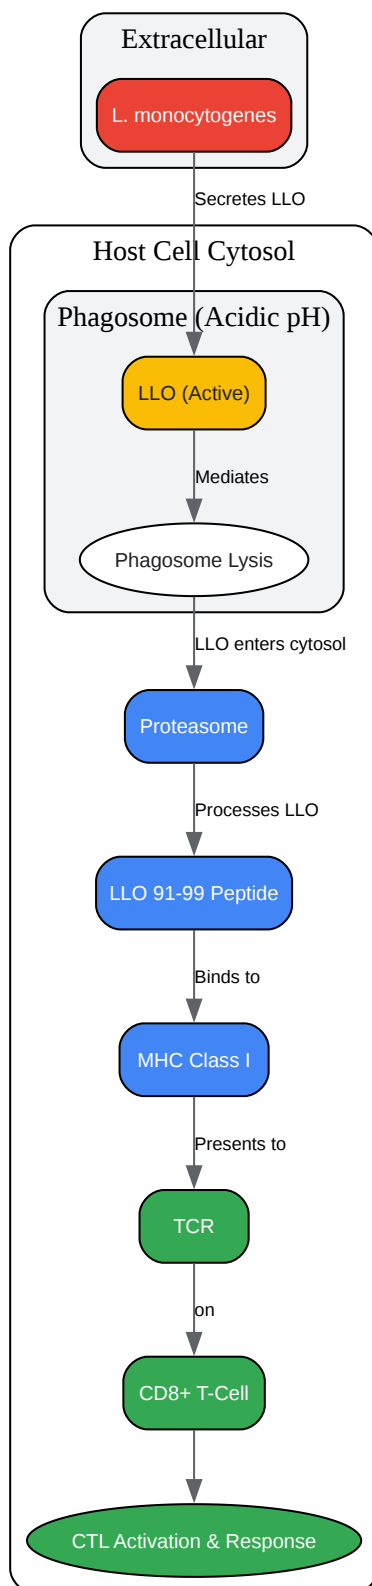 Extracellular
L. monocytogenes
Secretes LLO
Host Cell Cytosol
Phagosome (Acidic pH)
LLO (Active)
Mediates
Phagosome Lysis
LLO enters cytosol
Proteasome
Processes LLO
LLO 91-99 Peptide
Binds to
MHC Class I
Presents to
TCR
on
CD8+ T-Cell
CTL Activation & Response